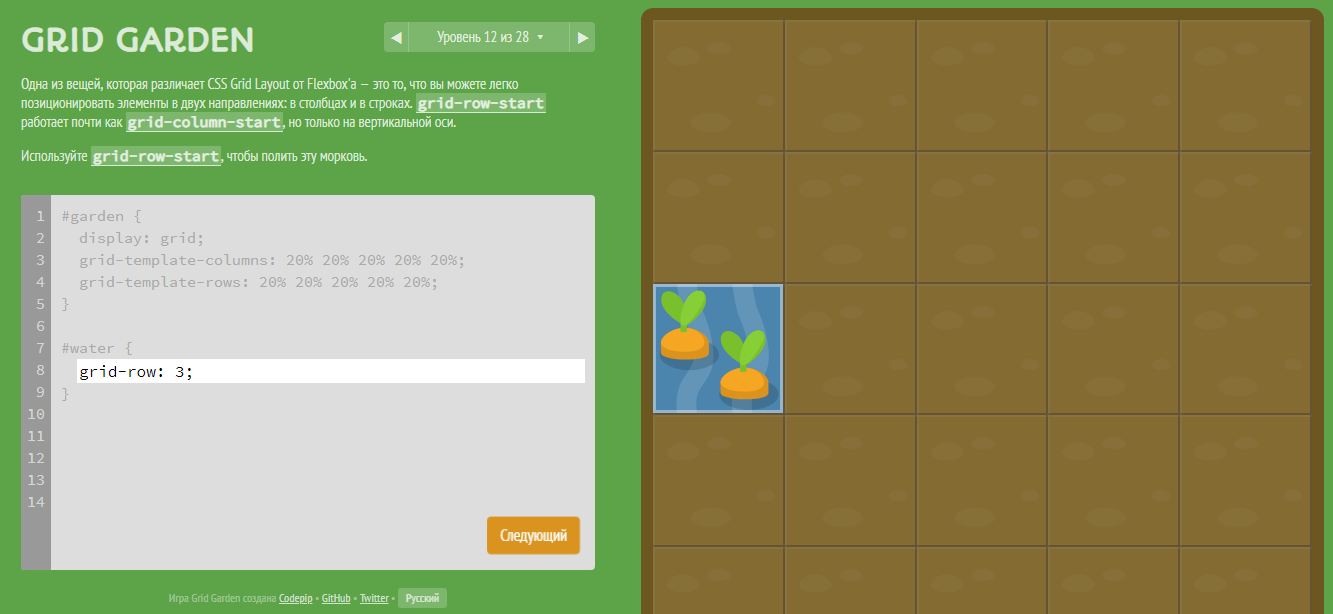 GRID GARDEN
◀ Уровень 12 из 28 ▼ ▶
Одна из вещей, которая различает CSS Grid Layout от Flexbox'а — это то, что вы можете легко
позиционировать элементы в двух направлениях: в столбцах и в строках. grid-row-start
работает почти как grid-column-start, но только на вертикальной оси.
Используйте grid-row-start, чтобы полить эту морковь.
1 #garden {
2 display: grid;
3 grid-template-columns: 20% 20% 20% 20% 20%;
4 grid-template-rows: 20% 20% 20% 20% 20%;
5 }
6
7 #water {
8 grid-row: 3;
9 }
10
11
12
13
14
Следующий
Игра Grid Garden создана Codepip • GitHub • Twitter • Русский